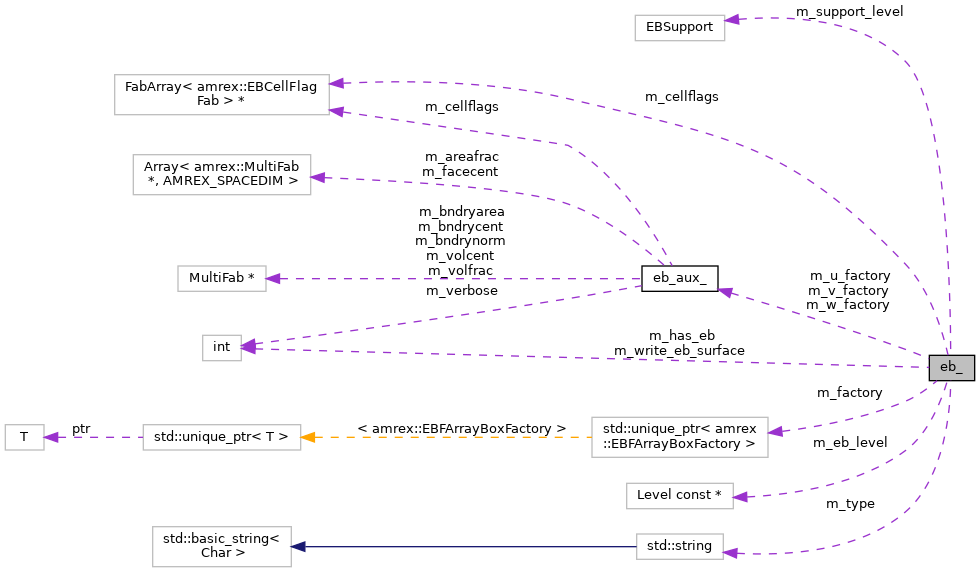 m_support_level
EBSupport
FabArray< amrex::EBCellFlag
Fab > *
m_cellflags
m_cellflags
Array< amrex::MultiFab
*, AMREX_SPACEDIM >
m_areafrac
m_facecent
m_bndryarea
m_bndrycent
m_bndrynorm
m_volcent
m_volfrac
MultiFab *
eb_aux_
m_u_factory
m_v_factory
m_w_factory
m_verbose
int
m_has_eb
m_write_eb_surface
eb_
m_factory
T
ptr
std::unique_ptr< T >
< amrex::EBFArrayBoxFactory >
std::unique_ptr< amrex
::EBFArrayBoxFactory >
m_eb_level
Level const *
m_type
std::basic_string<
Char >
std::string